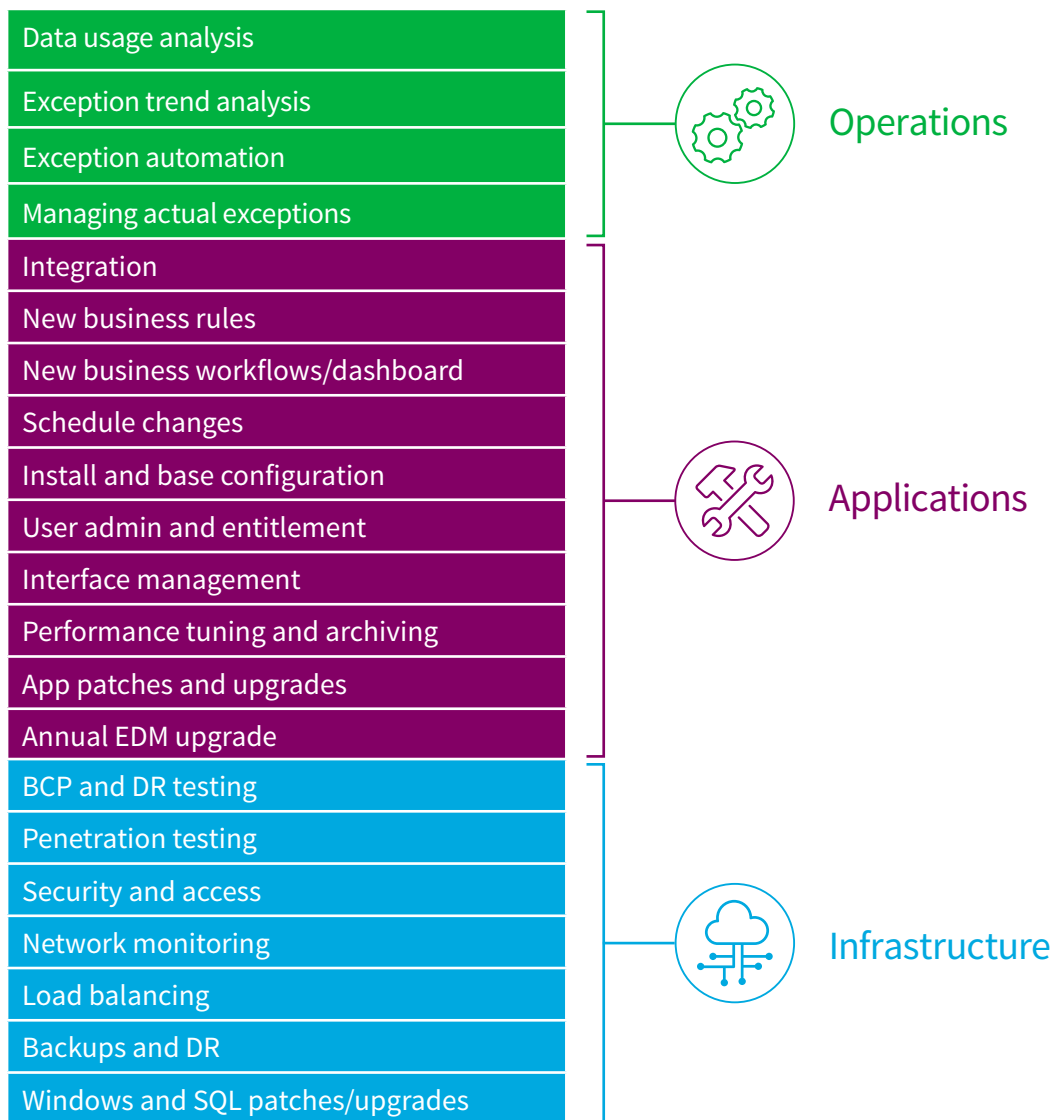 Data usage analysis
Exception trend analysis
Exception automation
Managing actual exceptions
Operations
Integration
New business rules
New business workflows/dashboard
Schedule changes
Install and base configuration
User admin and entitlement
Interface management
Performance tuning and archiving
App patches and upgrades
Annual EDM upgrade
Applications
BCP and DR testing
Penetration testing
Security and access
Network monitoring
Load balancing
Backups and DR
Windows and SQL patches/upgrades
Infrastructure